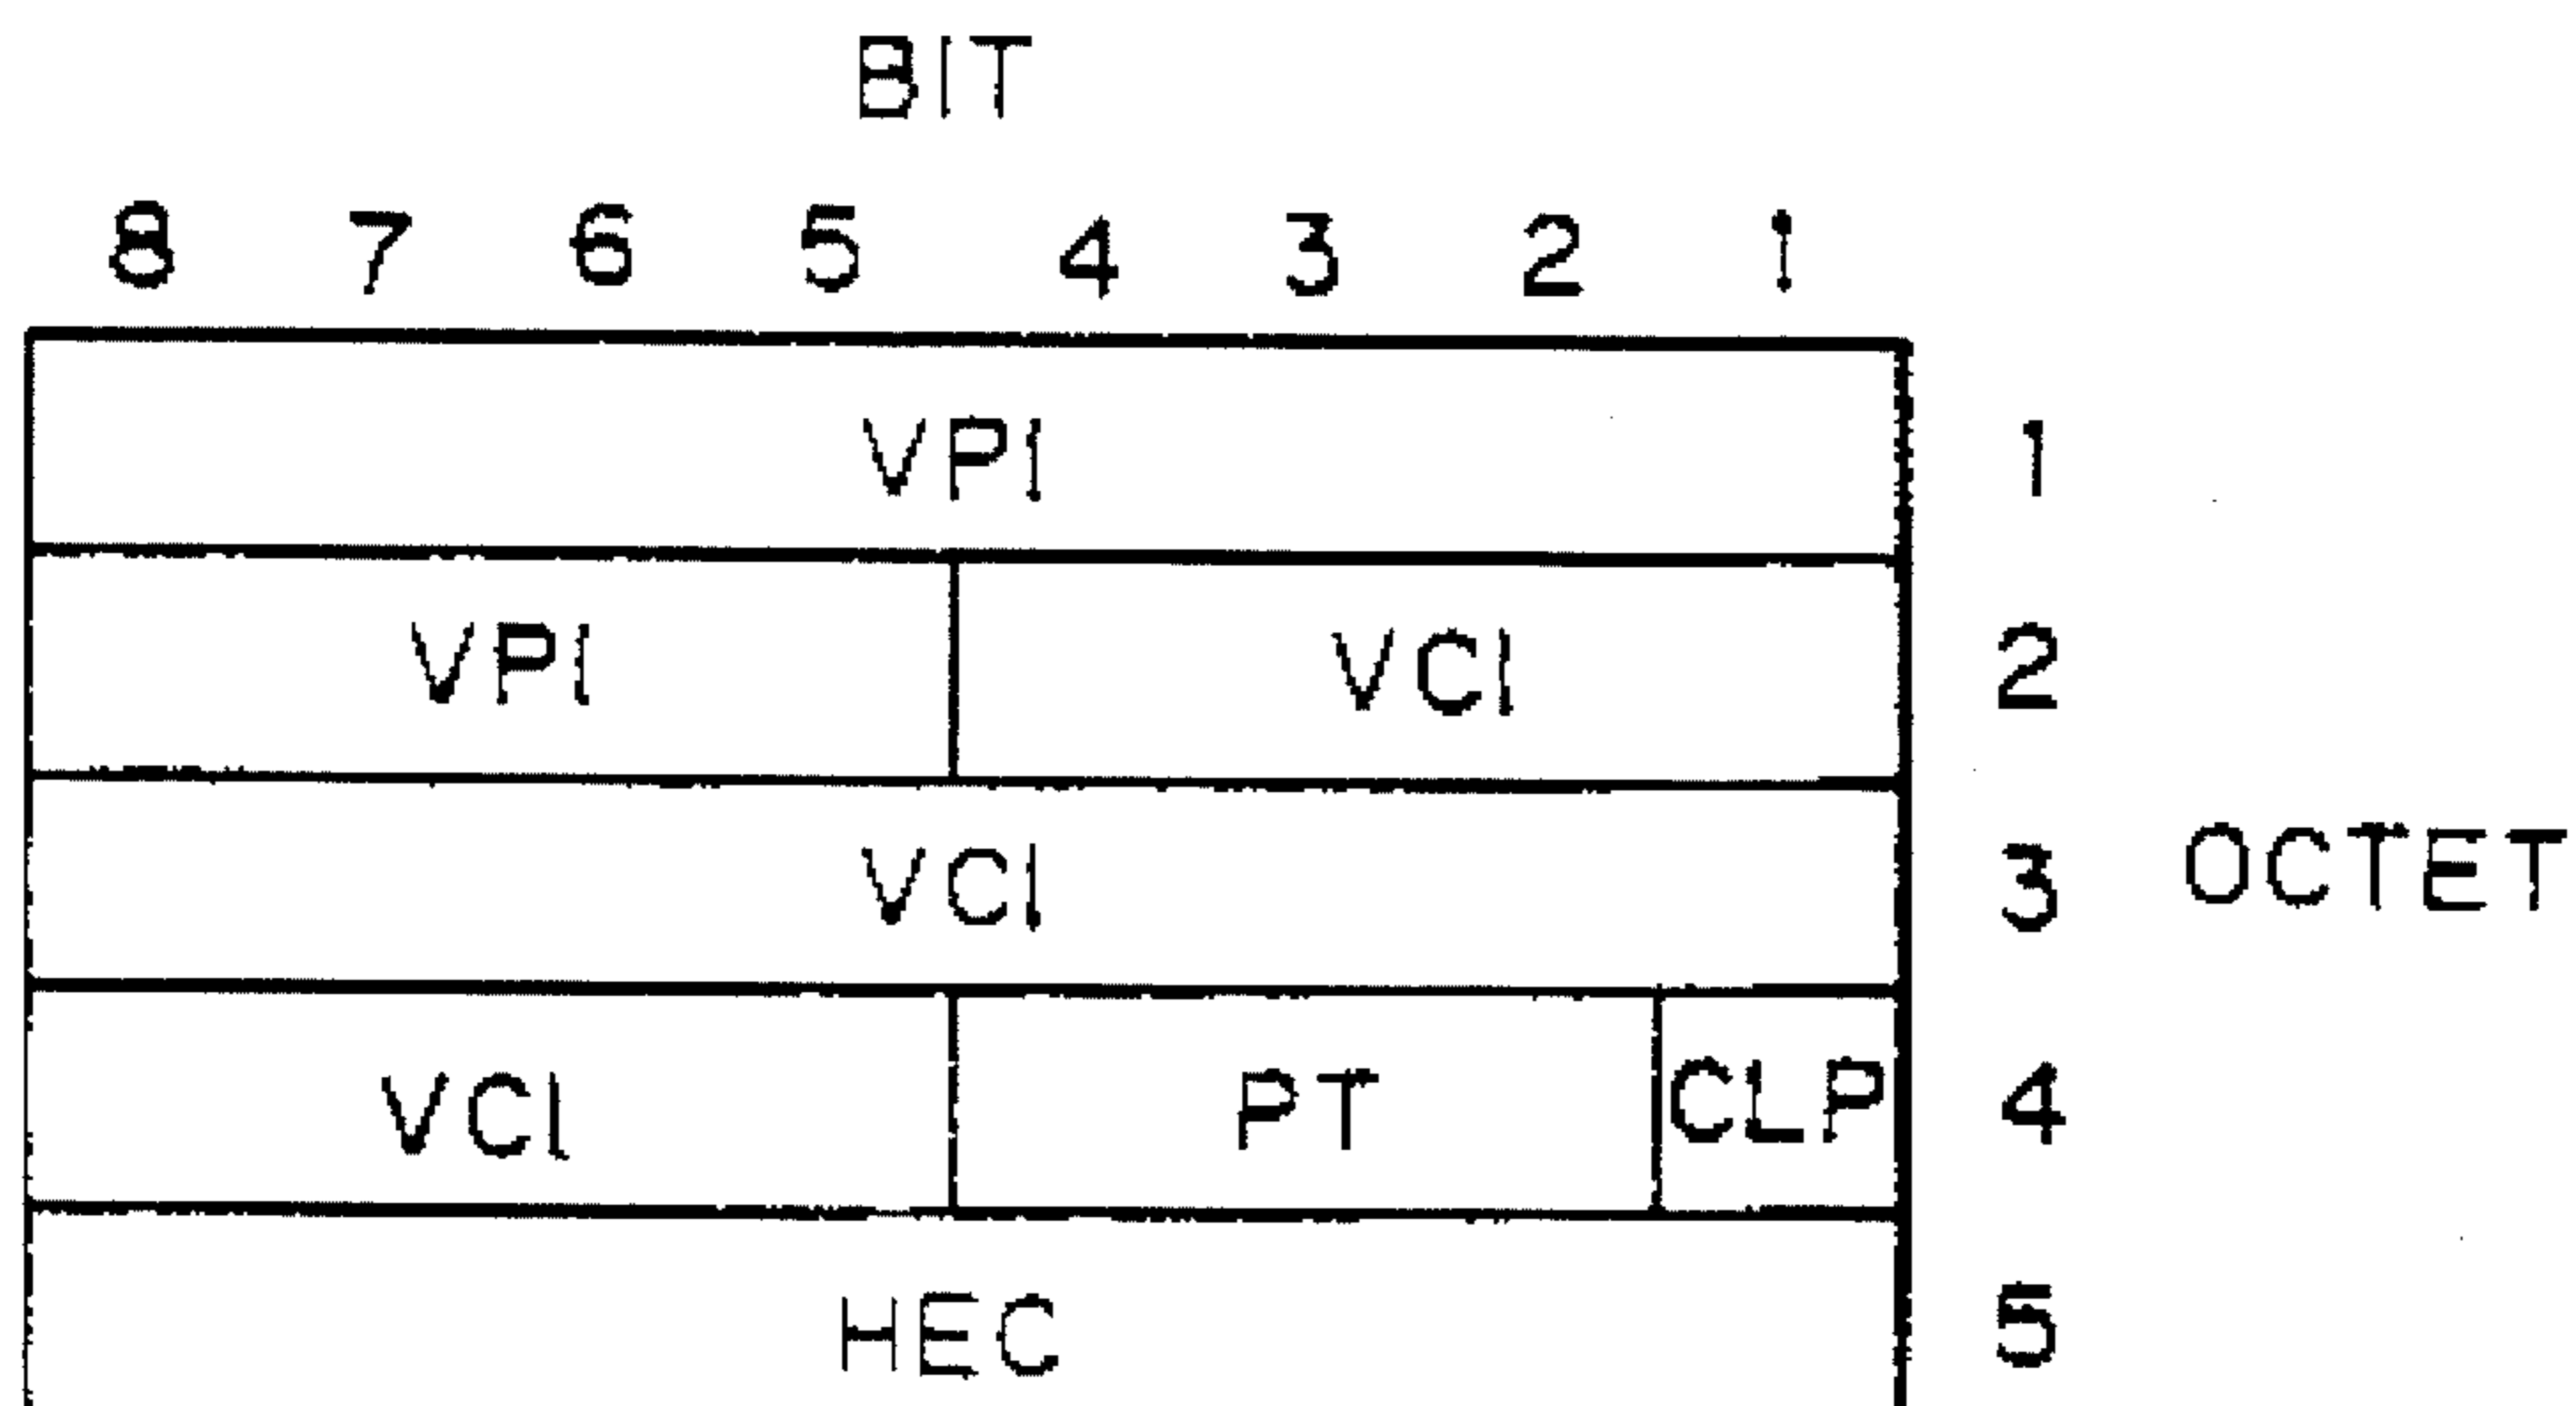 BIT
8 7 6 5 4 3 2 1
VPI 1
VPI VCI 2
VCI 3 OCTET
VCI PT CLP 4
HEC 5